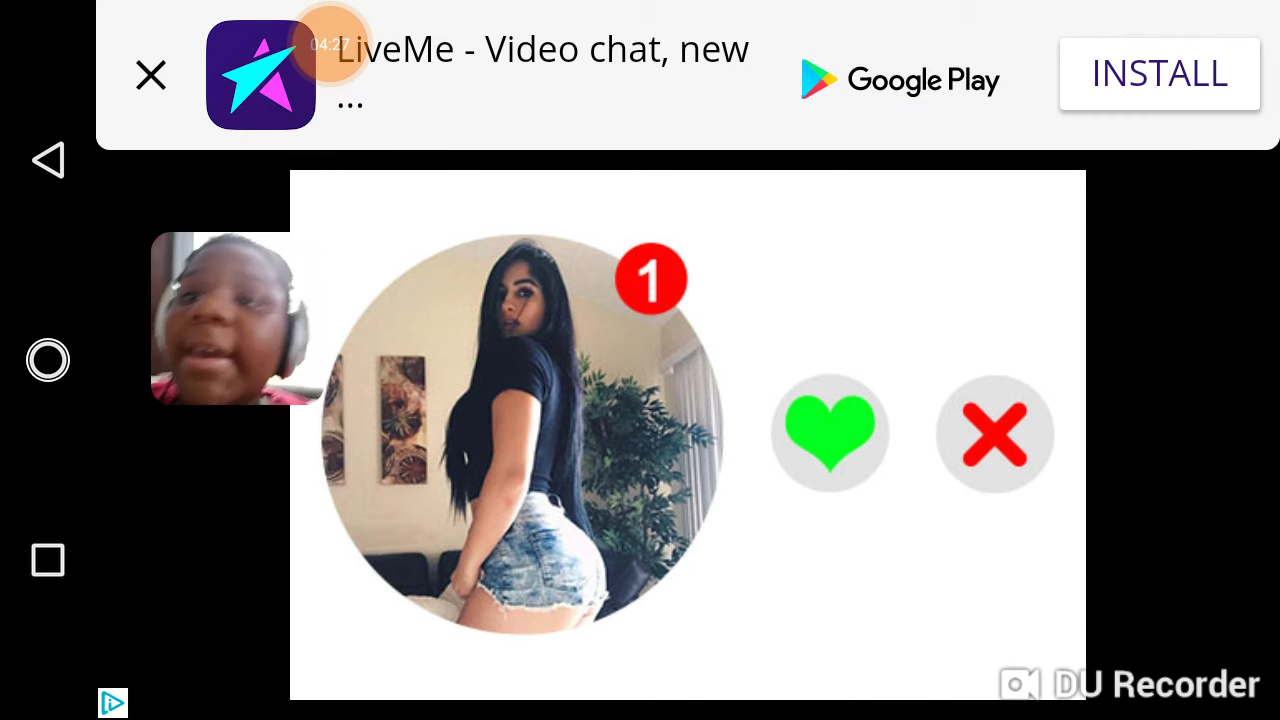 04:27
LiveMe - Video chat, new
...
Google Play
INSTALL
1
DU Recorder